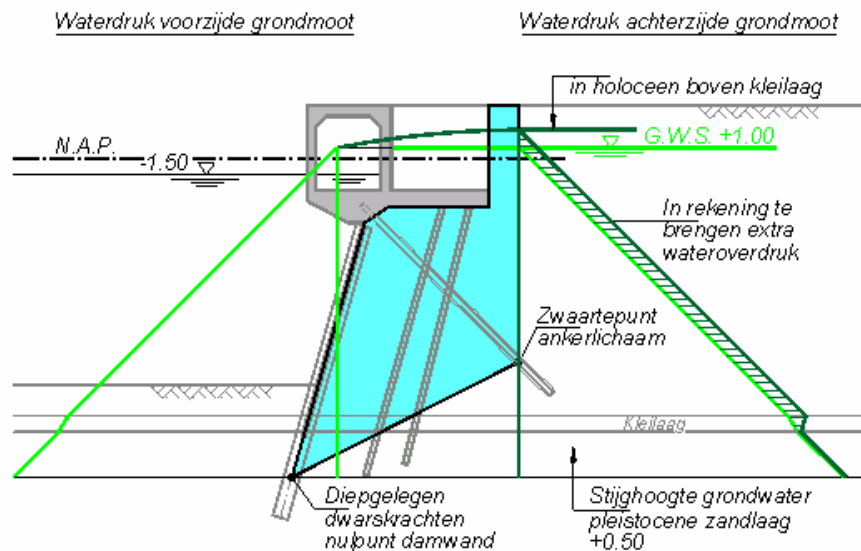 Waterdruk voorzijde grondmoot
Waterdruk achterzijde grondmoot
in holoceen boven kleilaag
N.A.P.
-1.50
G.W.S. +1.00
In rekening te
brengen extra
wateroverdruk
Zwaartepunt
ankerlichaam
Kleilaag
Diepgelegen
dwarskrachten
nulpunt damwand
Stijghoogte grondwater
pleistocene zandlaag
+0.50